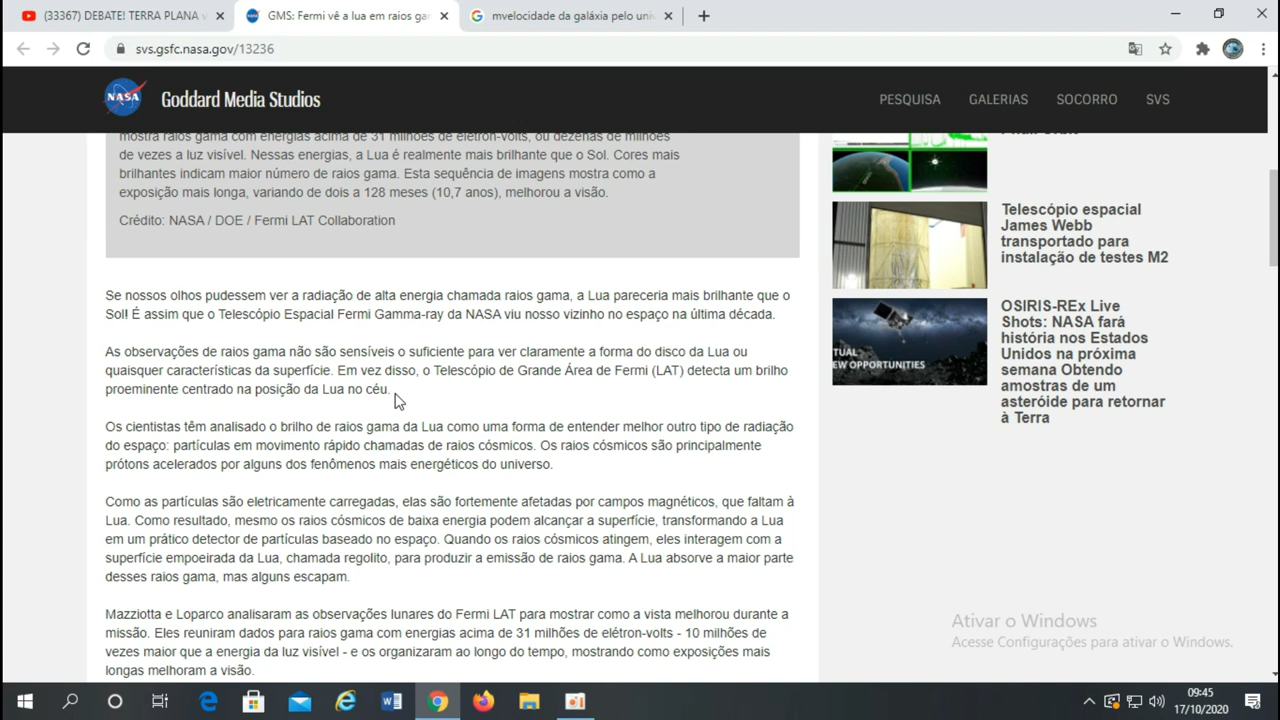 (33367) DEBATE! TERRA PLANA v
GMS: Fermi vê a lua em raios gar
mvelocidade da galáxia pelo univ
svs.gsfc.nasa.gov/13236
NASA
Goddard Media Studios
PESQUISA GALERIAS SOCORRO SVS
mostra raios gama com energias acima de 31 milhões de elétron-volts, ou dezenas de milhões
de vezes a luz visível. Nessas energias, a Lua é realmente mais brilhante que o Sol. Cores mais
brilhantes indicam maior número de raios gama. Esta sequência de imagens mostra como a
exposição mais longa, variando de dois a 128 meses (10,7 anos), melhorou a visão.
Crédito: NASA / DOE / Fermi LAT Collaboration
Se nossos olhos pudessem ver a radiação de alta energia chamada raios gama, a Lua pareceria mais brilhante que o
Sol! É assim que o Telescópio Espacial Fermi Gamma-ray da NASA viu nosso vizinho no espaço na última década.
As observações de raios gama não são sensíveis o suficiente para ver claramente a forma do disco da Lua ou
quaisquer características da superfície. Em vez disso, o Telescópio de Grande Área de Fermi (LAT) detecta um brilho
proeminente centrado na posição da Lua no céu.
Os cientistas têm analisado o brilho de raios gama da Lua como uma forma de entender melhor outro tipo de radiação
do espaço: partículas em movimento rápido chamadas de raios cósmicos. Os raios cósmicos são principalmente
prótons acelerados por alguns dos fenômenos mais energéticos do universo.
Como as partículas são eletricamente carregadas, elas são fortemente afetadas por campos magnéticos, que faltam à
Lua. Como resultado, mesmo os raios cósmicos de baixa energia podem alcançar a superfície, transformando a Lua
em um prático detector de partículas baseado no espaço. Quando os raios cósmicos atingem, eles interagem com a
superfície empoeirada da Lua, chamada regolito, para produzir a emissão de raios gama. A Lua absorve a maior parte
desses raios gama, mas alguns escapam.
Mazziotta e Loparco analisaram as observações lunares do Fermi LAT para mostrar como a vista melhorou durante a
missão. Eles reuniram dados para raios gama com energias acima de 31 milhões de elétron-volts - 10 milhões de
vezes maior que a energia da luz visível - e os organizaram ao longo do tempo, mostrando como exposições mais
longas melhoram a visão.
Telescópio espacial
James Webb
transportado para
instalação de testes M2
TUAL
EW OPPORTUNITIES
OSIRIS-REx Live
Shots: NASA fará
história nos Estados
Unidos na próxima
semana Obtendo
amostras de um
asteróide para retornar
à Terra
Ativar o Windows
Acesse Configurações para ativar o Windows.
09:45
17/10/2020